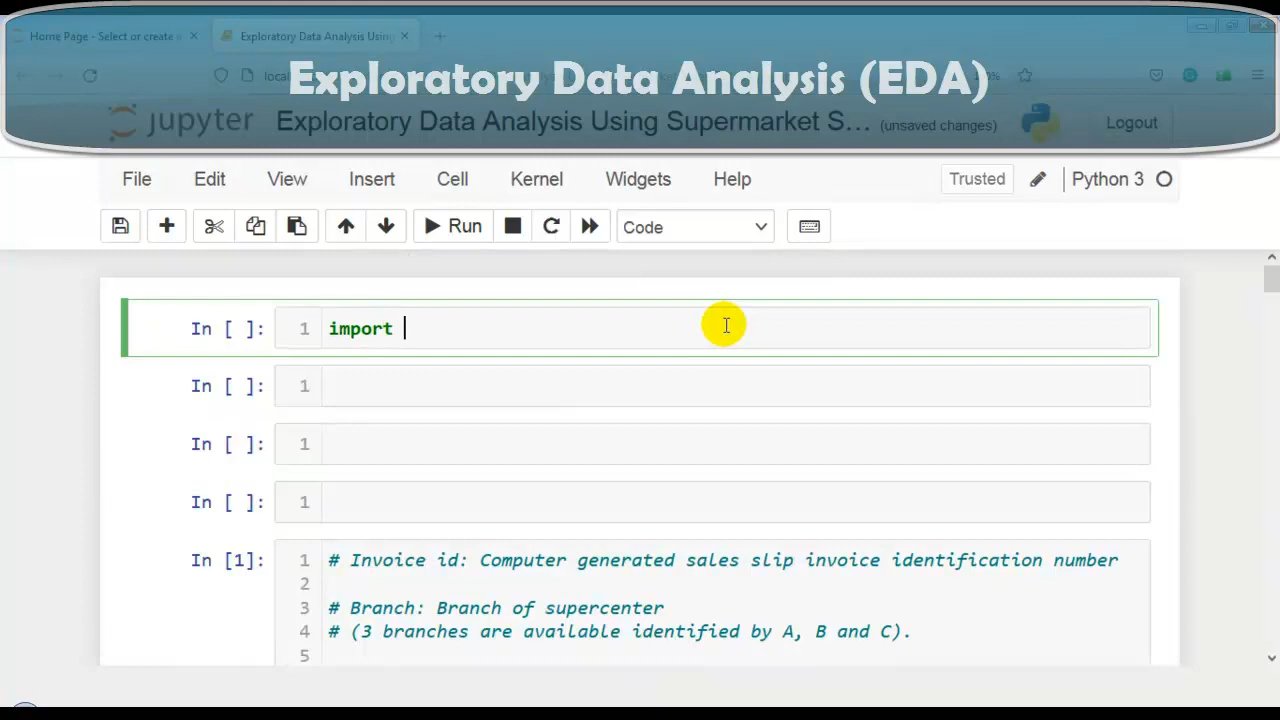 Home Page - Select or create
Exploratory Data Analysis Using
Exploratory Data Analysis (EDA)
jupyter Exploratory Data Analysis Using Supermarket S... (unsaved changes) Logout
File Edit View Insert Cell Kernel Widgets Help Trusted Python 3
Run Code
In [ ]: 1 import
In [ ]: 1
In [ ]: 1
In [ ]: 1
In [1]: 1 # Invoice id: Computer generated sales slip invoice identification number
2
3 # Branch: Branch of supercenter
4 # (3 branches are available identified by A, B and C).
5